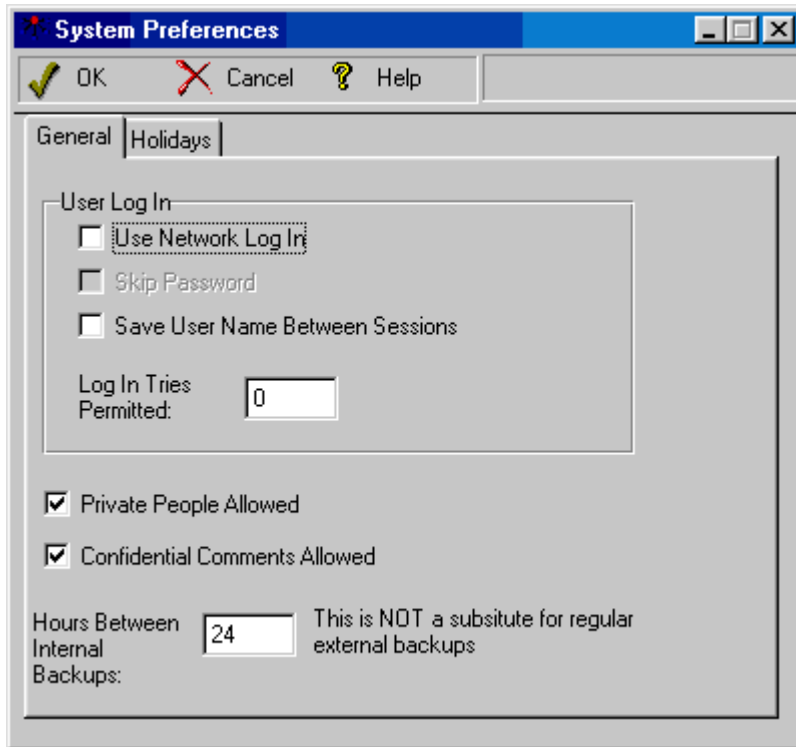 System Preferences
OK Cancel Help
General Holidays
User Log In
Use Network Log In
Skip Password
Save User Name Between Sessions
Log In Tries
Permitted:
0
Private People Allowed
Confidential Comments Allowed
Hours Between
Internal
Backups:
24
This is NOT a subsitute for regular
external backups